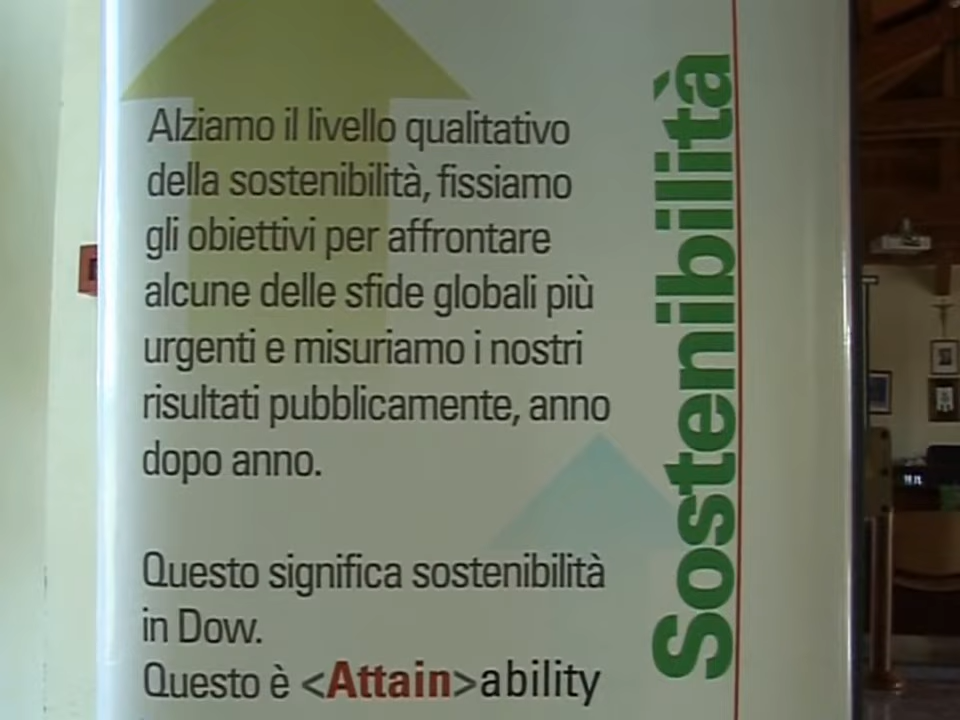 Alziamo il livello qualitativo
della sostenibilità, fissiamo
gli obiettivi per affrontare
alcune delle sfide globali più
urgenti e misuriamo i nostri
risultati pubblicamente, anno
dopo anno.
Questo significa sostenibilità
in Dow.
Questo è <Attain>ability
Sostenibilità